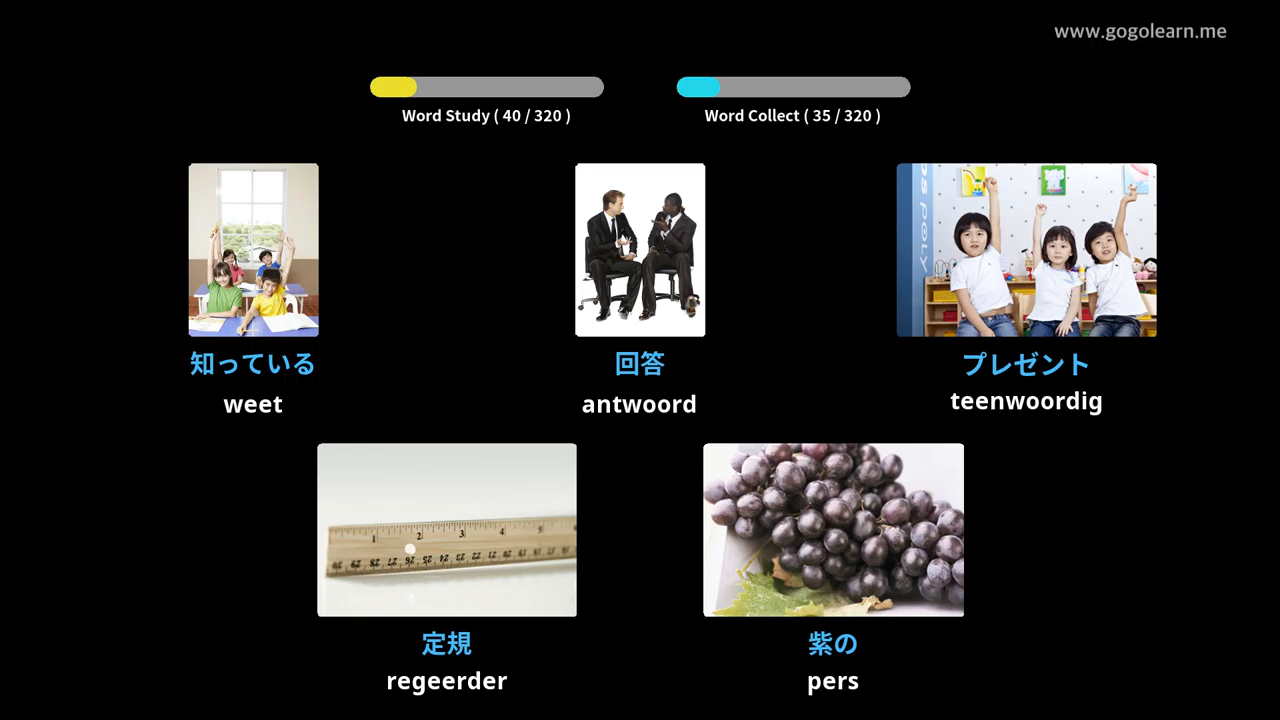 www.gogolearn.me
Word Study ( 40 / 320 )
Word Collect ( 35 / 320 )
知っている
weet
回答
antwoord
プレゼント
teenwoordig
定規
regeerder
紫の
pers